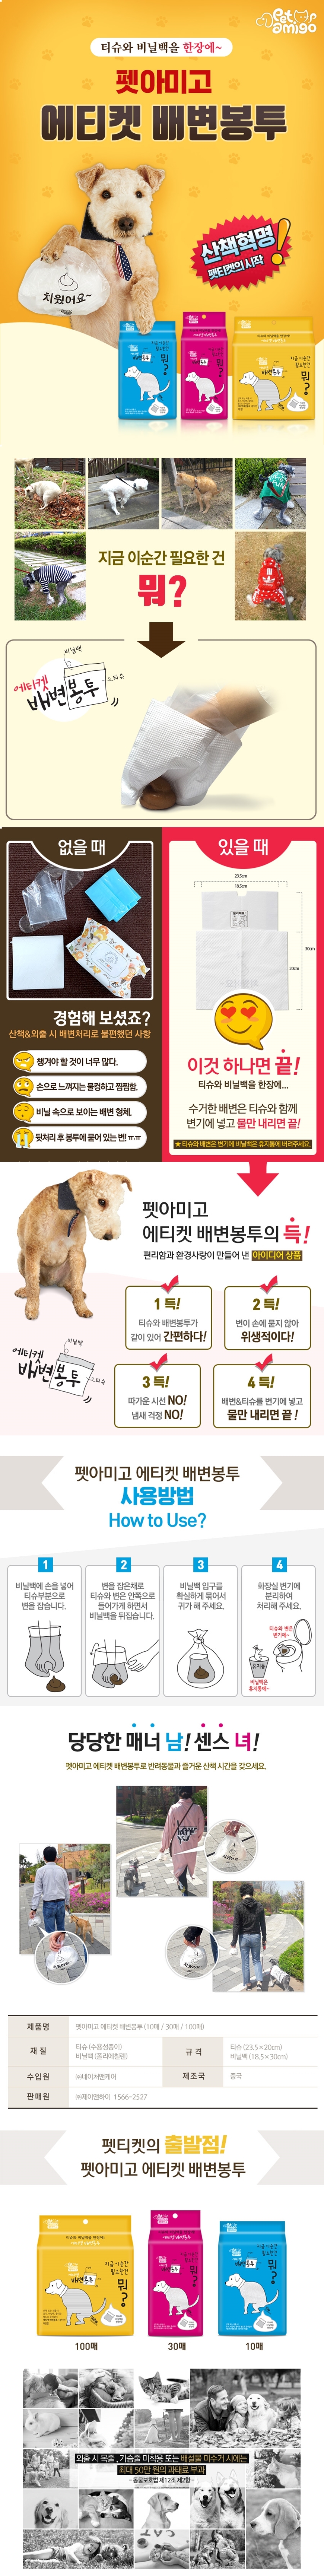 Pet amigo
티슈와 비닐백을 한장에~
펫아미고
에티켓 배변봉투
치웠어요~
산책혁명!
펫티켓의 시작
지금 이순간
필요한건
뭐?
배변봉투
지금 이순간 필요한 건
뭐?
비닐백
티슈
에티켓
배변봉투
없을 때
있을 때
23.5cm
18.5cm
30cm
20cm
경험해 보셨죠?
산책&외출 시 배변처리로 불편했던 사항
챙겨야 할 것이 너무 많다.
손으로 느껴지는 물컹하고 찝찝함.
비닐 속으로 보이는 배변 형체.
뒷처리 후 봉투에 묻어 있는 변! ㅠㅠ
이것 하나면 끝!
티슈와 비닐백을 한장에...
수거한 배변은 티슈와 함께
변기에 넣고 물만 내리면 끝!
★티슈와 배변은 변기에 비닐백은 휴지통에 버려주세요.
펫아미고
에티켓 배변봉투의 득!
편리함과 환경사랑이 만들어 낸 아이디어 상품
1 득!
티슈와 배변봉투가
같이 있어 간편하다!
2 득!
변이 손에 묻지 않아
위생적이다!
비닐백
티슈
에티켓
배변봉투
3 득!
따가운 시선 NO!
냄새 걱정 NO!
4 득!
배변&티슈를 변기에 넣고
물만 내리면 끝 !
펫아미고 에티켓 배변봉투
사용방법
How to Use?
1
비닐백에 손을 넣어
티슈부분으로
변을 잡습니다.
2
변을 잡은채로
티슈와 변은 안쪽으로
들어가게 하면서
비닐백을 뒤집습니다.
3
비닐백 입구를
확실하게 묶어서
귀가 해 주세요.
4
화장실 변기에
분리하여
처리해 주세요.
티슈와 변은
변기에~
휴지통
비닐백은
휴지통에~
당당한 매너 남! 센스 녀!
펫아미고 에티켓 배변봉투로 반려동물과 즐거운 산책 시간을 갖으세요.
제품명
펫아미고 에티켓 배변봉투 (10매 / 30매 / 100매)
재 질
티슈 (수용성종이)
비닐백 (폴리에칠렌)
규 격
티슈 (23.5×20cm)
비닐백 (18.5×30cm)
수입원
㈜네이처앤케어
제조국
중국
판매원
㈜제이앤하이 1566-2527
펫티켓의 출발점!
펫아미고 에티켓 배변봉투
티슈와 비닐백을 한장에!
지금 이순간
필요한건
뭐?
배변봉투
100매
30매
10매
외출 시 목줄, 가슴줄 미착용 또는 배설물 미수거 시에는
최대 50만 원의 과태료 부과
- 동물보호법 제12조 제2항 -